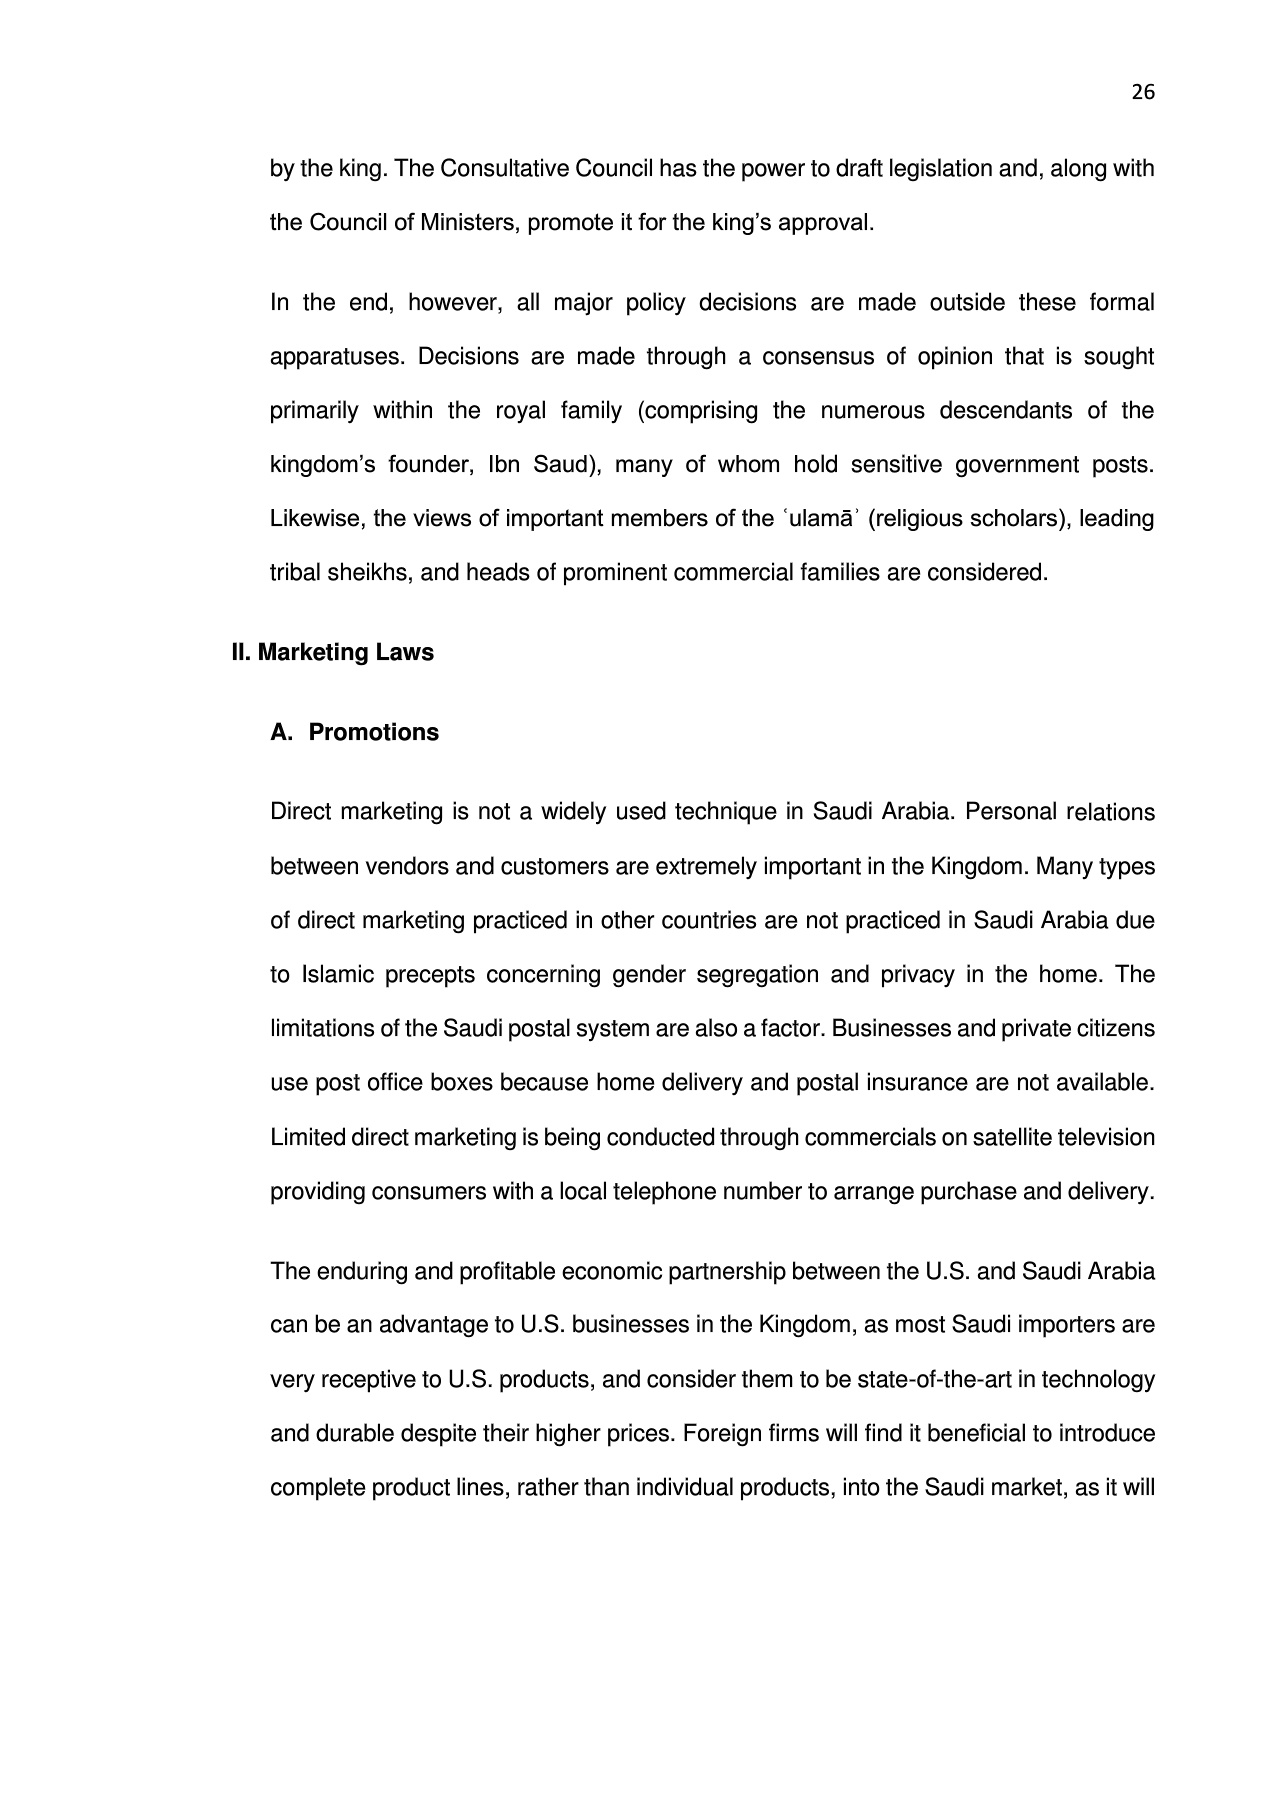 26
by the king. The Consultative Council has the power to draft legislation and, along with
the Council of Ministers, promote it for the king’s approval.
In the end, however, all major policy decisions are made outside these formal
apparatuses. Decisions are made through a consensus of opinion that is sought
primarily within the royal family (comprising the numerous descendants of the
kingdom’s founder, Ibn Saud), many of whom hold sensitive government posts.
Likewise, the views of important members of the ʿulamāʾ (religious scholars), leading
tribal sheikhs, and heads of prominent commercial families are considered.
II. Marketing Laws
A. Promotions
Direct marketing is not a widely used technique in Saudi Arabia. Personal relations
between vendors and customers are extremely important in the Kingdom. Many types
of direct marketing practiced in other countries are not practiced in Saudi Arabia due
to Islamic precepts concerning gender segregation and privacy in the home. The
limitations of the Saudi postal system are also a factor. Businesses and private citizens
use post office boxes because home delivery and postal insurance are not available.
Limited direct marketing is being conducted through commercials on satellite television
providing consumers with a local telephone number to arrange purchase and delivery.
The enduring and profitable economic partnership between the U.S. and Saudi Arabia
can be an advantage to U.S. businesses in the Kingdom, as most Saudi importers are
very receptive to U.S. products, and consider them to be state-of-the-art in technology
and durable despite their higher prices. Foreign firms will find it beneficial to introduce
complete product lines, rather than individual products, into the Saudi market, as it will